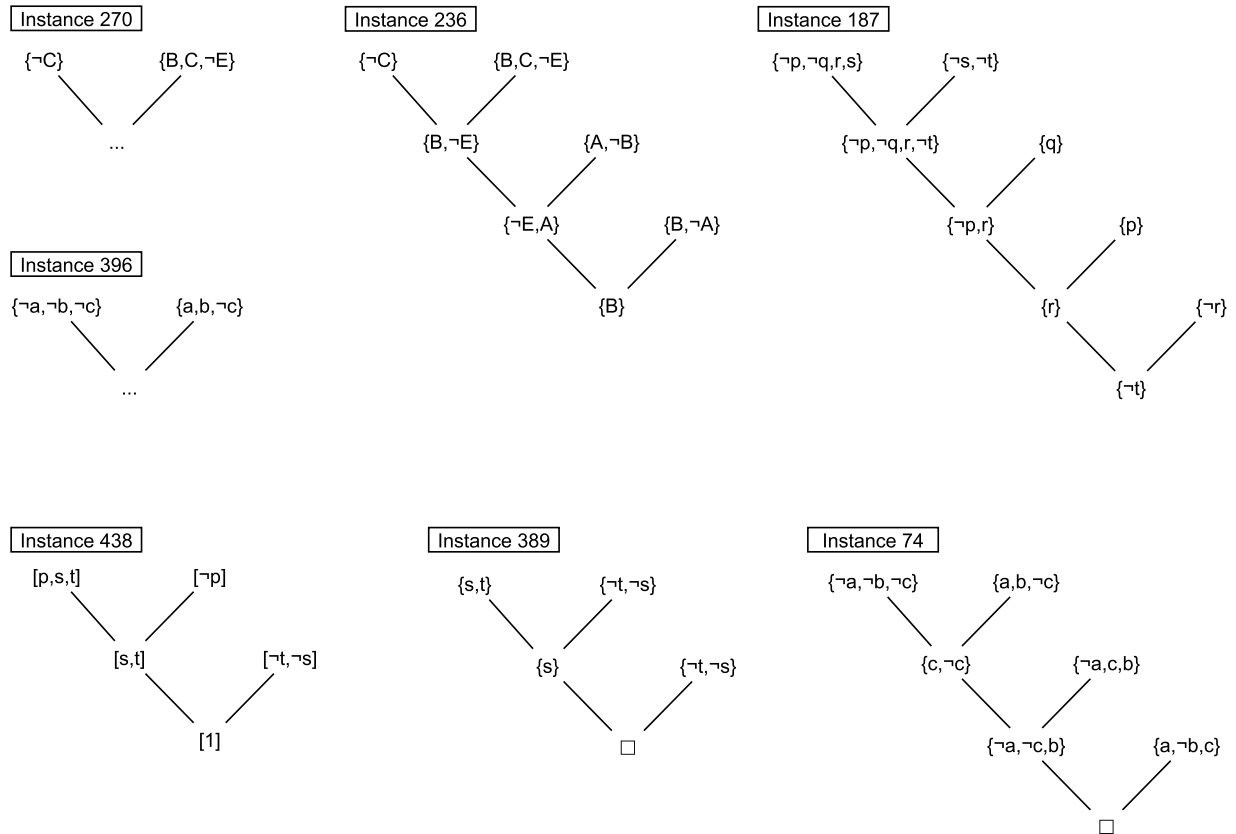 Instance 270
{¬C} {B,C,¬E}
...
Instance 396
{¬a,¬b,¬c} {a,b,¬c}
...
Instance 236
{¬C} {B,C,¬E}
{B,¬E} {A,¬B}
{¬E,A} {B,¬A}
{B}
Instance 187
{¬p,¬q,r,s} {¬s,¬t}
{¬p,¬q,r,¬t} {q}
{¬p,r} {p}
{r} {¬r}
{¬t}
Instance 438
[p,s,t] [¬p]
[s,t] [¬t,¬s]
[1]
Instance 389
{s,t} {¬t,¬s}
{s} {¬t,¬s}
□
Instance 74
{¬a,¬b,¬c} {a,b,¬c}
{c,¬c} {¬a,c,b}
{¬a,¬c,b} {a,¬b,c}
□